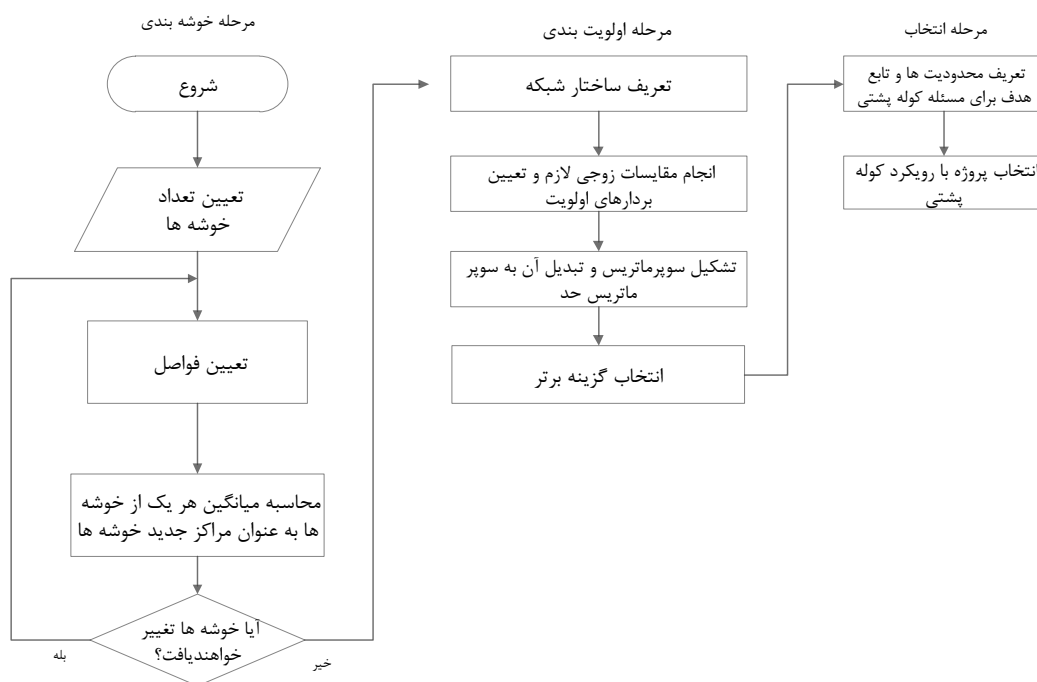 مرحله خوشه بندی
شروع
تعیین تعداد
خوشه ها
تعیین فواصل
محاسبه میانگین هر یک از خوشه
ها به عنوان مراکز جدید خوشه ها
آیا خوشه ها تغییر
خواهندیافت؟
بله
خیر
مرحله اولویت بندی
تعریف ساختار شبکه
انجام مقایسات زوجی لازم و تعیین
بردارهای اولویت
تشکیل سوپرماتریس و تبدیل آن به سوپر
ماتریس حد
انتخاب گزینه برتر
مرحله انتخاب
تعریف محدودیت ها و تابع
هدف برای مسئله کوله پشتی
انتخاب پروژه با رویکرد کوله
پشتی